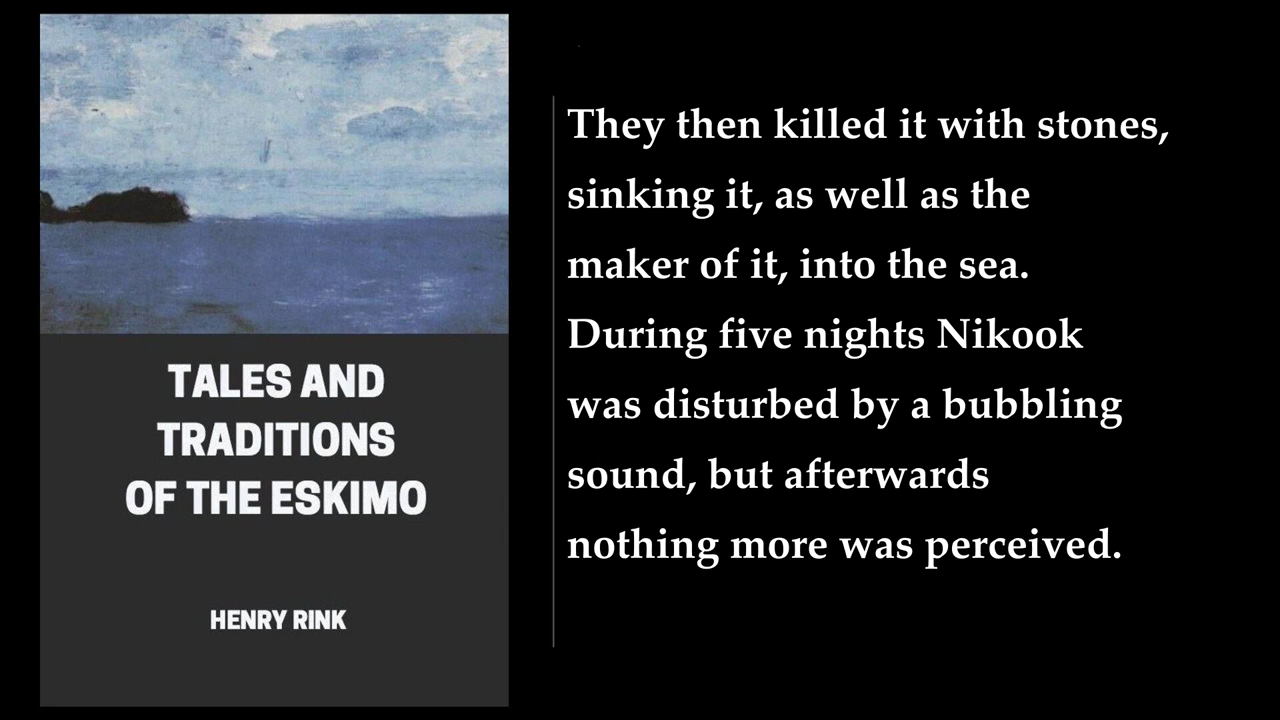 TALES AND
TRADITIONS
OF THE ESKIMO
HENRY RINK
They then killed it with stones,
sinking it, as well as the
maker of it, into the sea.
During five nights Nikook
was disturbed by a bubbling
sound, but afterwards
nothing more was perceived.